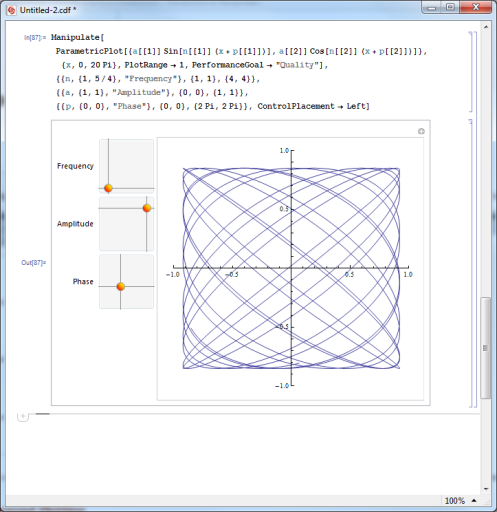 Untitled-2.cdf *
In[87]:= Manipulate[
ParametricPlot[{a[[1]] Sin[n[[1]] (x + p[[1]])], a[[2]] Cos[n[[2]] (x + p[[2]])]},
{x, 0, 20 Pi}, PlotRange → 1, PerformanceGoal → "Quality"],
{{n, {1, 5/4}, "Frequency"}, {1, 1}, {4, 4}},
{{a, {1, 1}, "Amplitude"}, {0, 0}, {1, 1}},
{{p, {0, 0}, "Phase"}, {0, 0}, {2 Pi, 2 Pi}}, ControlPlacement → Left]
Out[87]=
Frequency
Amplitude
Phase
1.0
0.5
-1.0 -0.5 0.5 1.0
-0.5
-1.0
100%